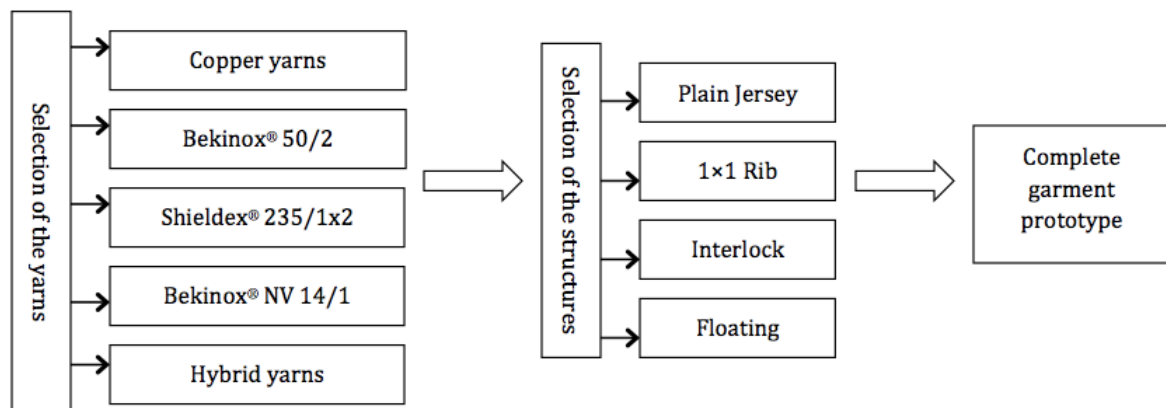 Selection of the yarns
Copper yarns
Bekinox® 50/2
Shieldex® 235/1x2
Bekinox® NV 14/1
Hybrid yarns
Selection of the structures
Plain Jersey
1×1 Rib
Interlock
Floating
Complete
garment
prototype